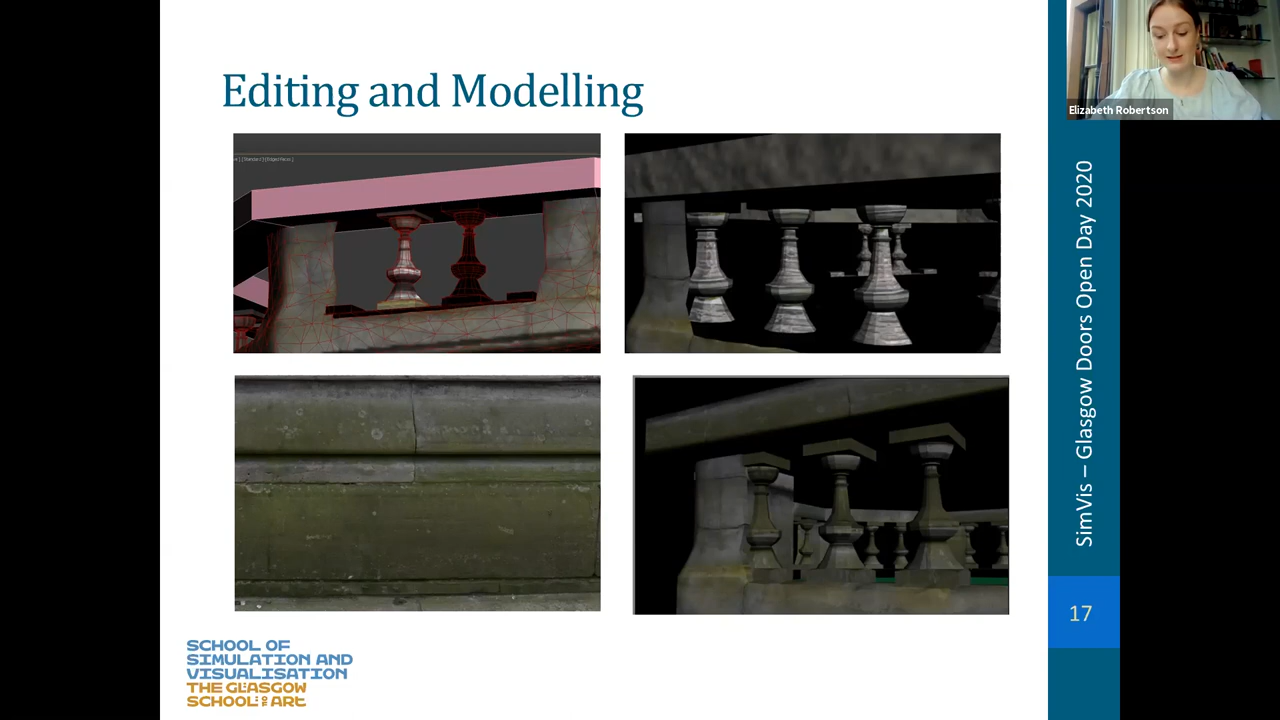 Editing and Modelling
Elizabeth Robertson
SimVis – Glasgow Doors Open Day 2020
17
SCHOOL OF
SIMULATION AND
VISUALISATION
THE GLASGOW
SCHOOL OF ART